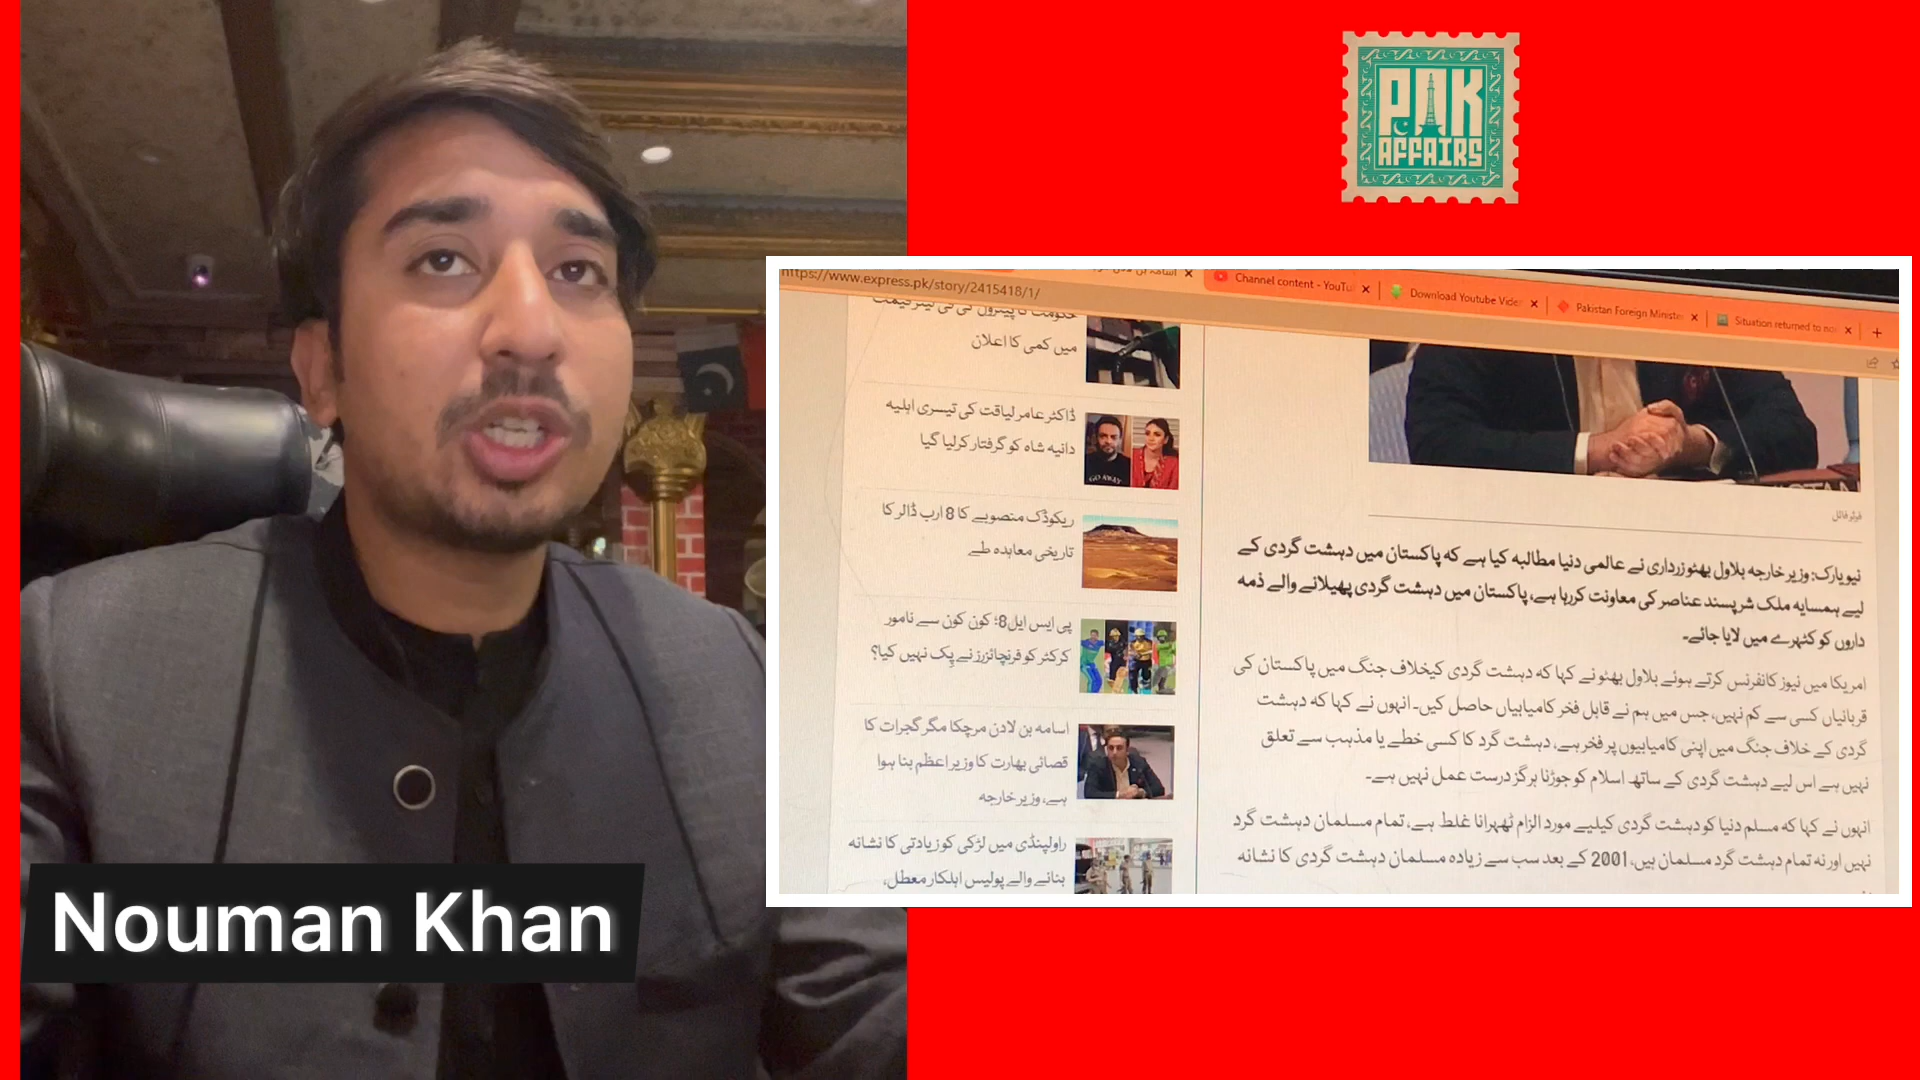 PAK
AFFAIRS
Nouman Khan
https://www.express.pk/story/2415418/1/
Channel content - YouTu
Download Youtube Vide
Pakistan Foreign Ministe
Situation returned to no
میں کمی کا اعلان
ڈاکٹر عامر لیاقت کی تیسری اہلیہ
دانیہ شاہ کو گرفتار کرلیا گیا
GO AWAY
ریکوڈک منصوبے کا 8 ارب ڈالر کا
تاریخی معاہدہ طے
پی ایس ایل8؛ کون کون سے نامور
کرکٹر کو فرنچائزرز نے پک نہیں کیا؟
اسامہ بن لادن مرچکا مگر گجرات کا
قصائی بھارت کا وزیراعظم بنا ہوا
ہے، وزیر خارجہ
راولپنڈی میں لڑکی کو زیادتی کا نشانہ
بنانے والے پولیس اہلکار معطل،
فوٹو فائل
نیویارک: وزیر خارجہ بلاول بھٹو زرداری نے عالمی دنیا مطالبہ کیا ہے کہ پاکستان میں دہشت گردی کے
لیے ہمسایہ ملک شرپسند عناصر کی معاونت کررہا ہے، پاکستان میں دہشت گردی پھیلانے والے ذمہ
داروں کو کٹہرے میں لایا جائے۔
امریکا میں نیوز کانفرنس کرتے ہوئے بلاول بھٹو نے کہا کہ دہشت گردی کیخلاف جنگ میں پاکستان کی
قربانیاں کسی سے کم نہیں، جس میں ہم نے قابل فخر کامیابیاں حاصل کیں۔ انہوں نے کہا کہ دہشت
گردی کے خلاف جنگ میں اپنی کامیابیوں پر فخر ہے، دہشت گرد کا کسی خطے یا مذہب سے تعلق
نہیں ہے اس لیے دہشت گردی کے ساتھ اسلام کو جوڑنا ہرگز درست عمل نہیں ہے۔
انہوں نے کہا کہ مسلم دنیا کو دہشت گردی کیلیے مورد الزام ٹھہرانا غلط ہے، تمام مسلمان دہشت گرد
نہیں اور نہ تمام دہشت گرد مسلمان ہیں، 2001 کے بعد سب سے زیادہ مسلمان دہشت گردی کا نشانہ